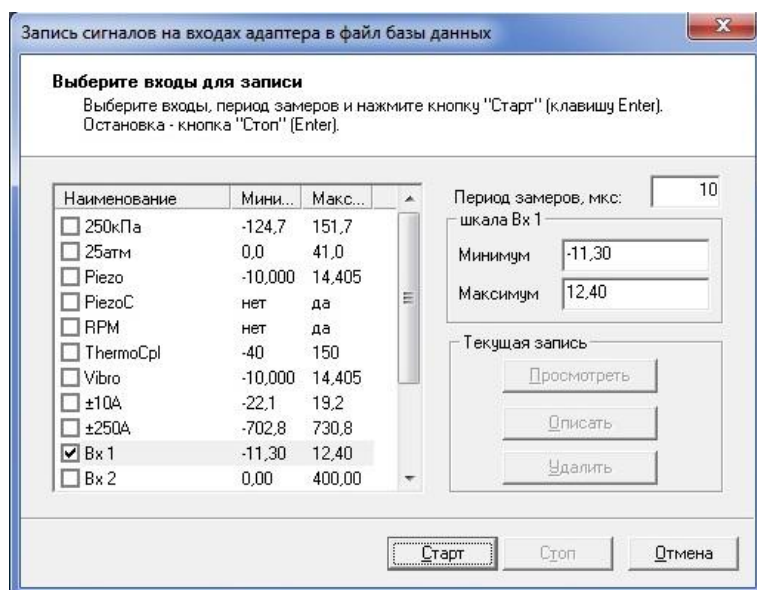 Запись сигналов на входах адаптера в файл базы данных
Выберите входы для записи
Выберите входы, период замеров и нажмите кнопку "Старт" (клавишу Enter).
Остановка - кнопка "Стоп" (Enter).
Наименование Мини... Макс...
250кПа -124,7 151,7
25атм 0,0 41,0
Piezo -10,000 14,405
PiezoC нет да
RPM нет да
ThermoCpl -40 150
Vibro -10,000 14,405
±10А -22,1 19,2
±250А -702,8 730,8
Вх 1 -11,30 12,40
Вх 2 0,00 400,00
Период замеров, мкс: 10
шкала Вх 1
Минимум -11,30
Максимум 12,40
Текущая запись
Просмотреть
Описать
Удалить
Старт Стоп Отмена